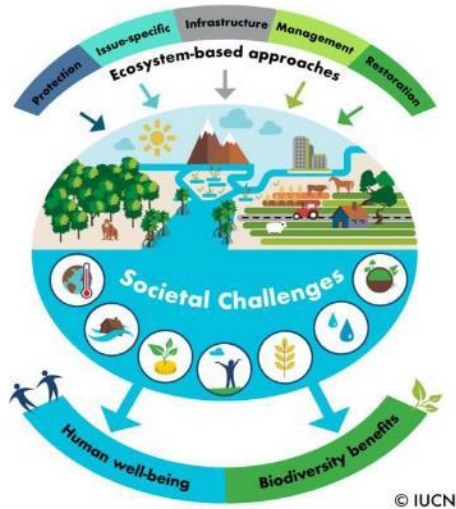 Protection
Issue-specific
Infrastructure
Management
Restoration
Ecosystem-based approaches
Societal Challenges
Human well-being
Biodiversity benefits
© IUCN